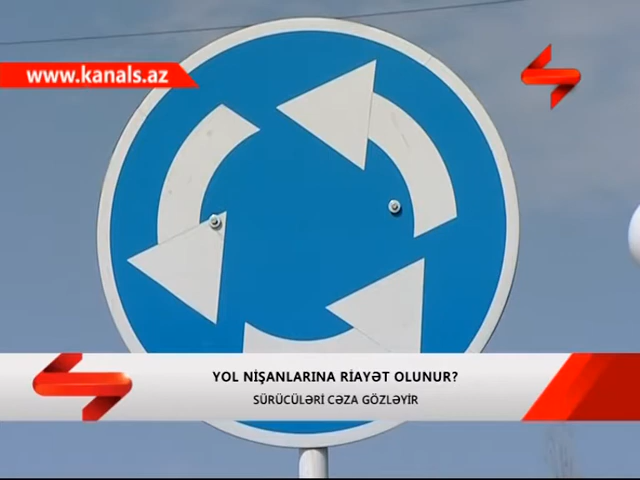 www.kanals.az
YOL NİŞANLARINA RİAYƏT OLUNUR?
SÜRÜCÜLƏRİ CƏZA GÖZLƏYİR